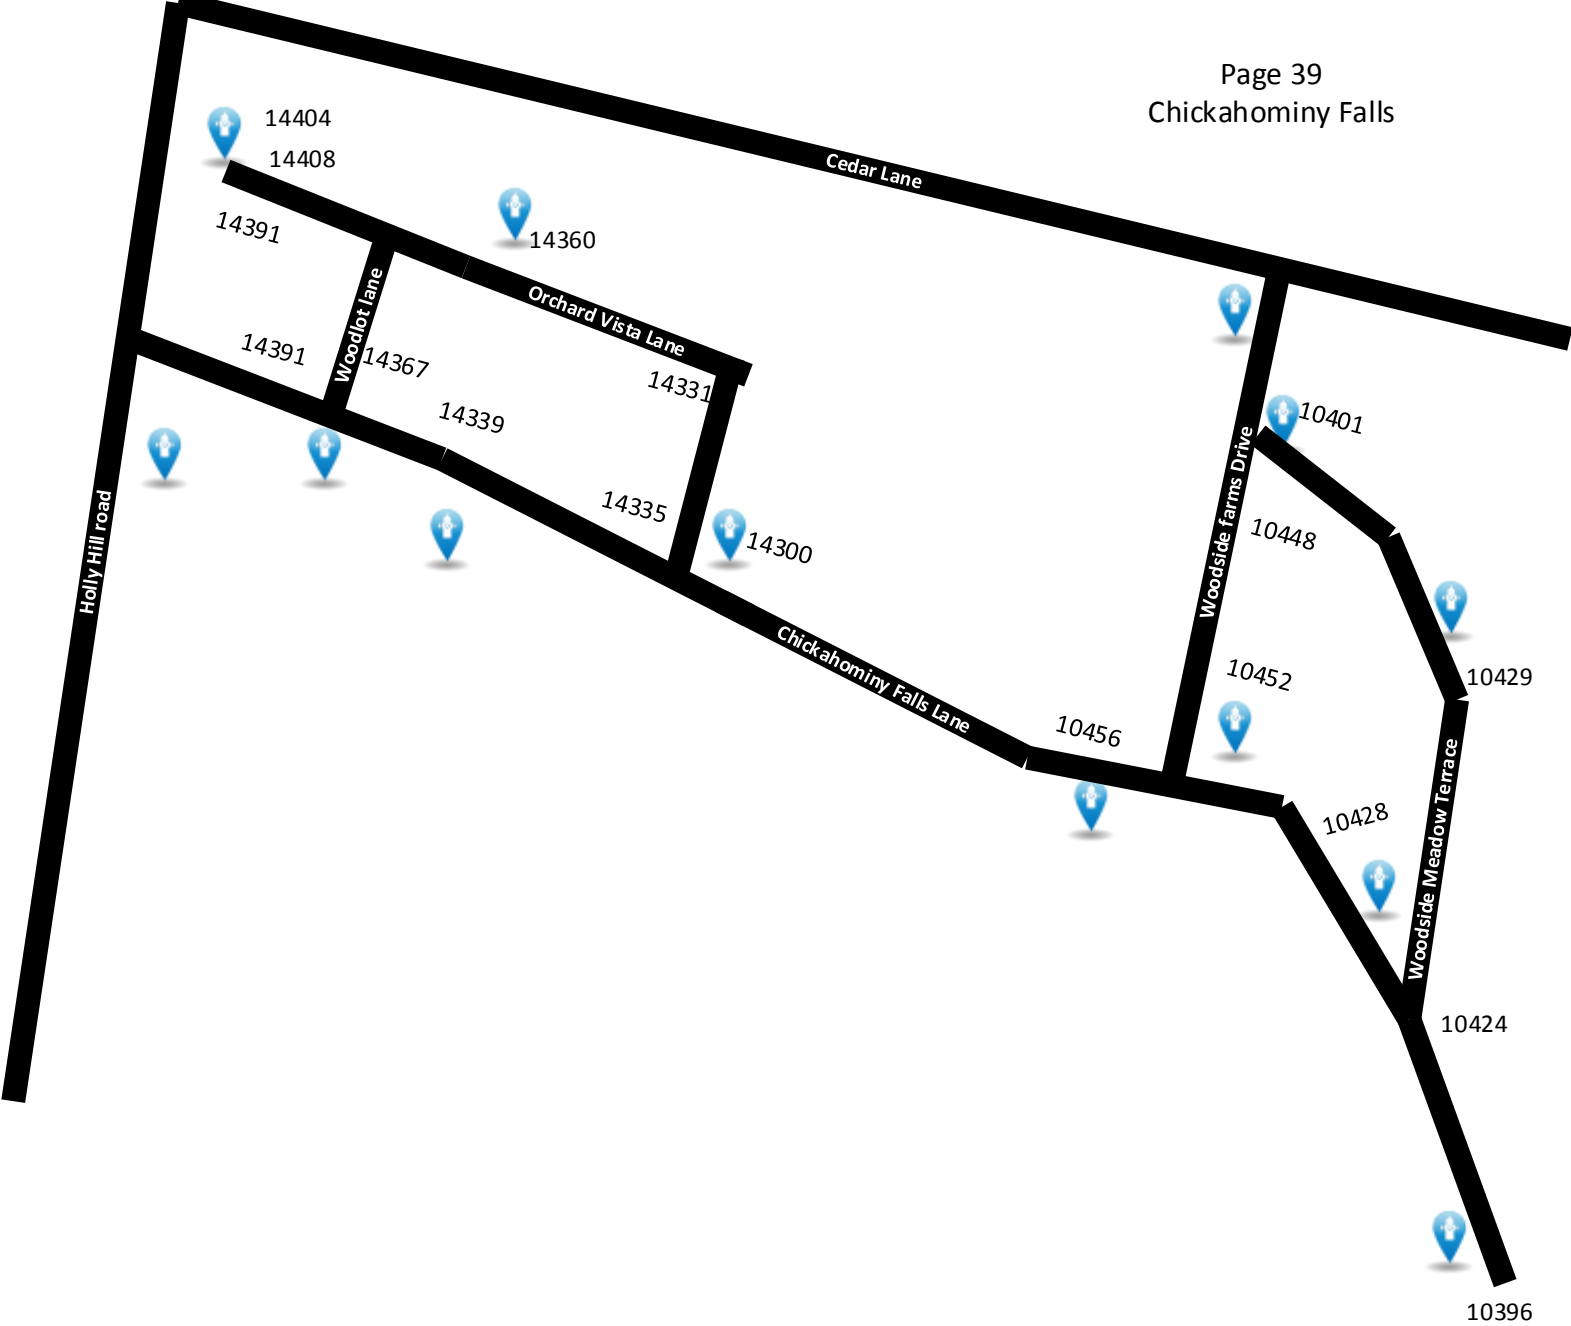 Page 39
Chickahominy Falls
14404
14408
Cedar Lane
14391
14360
Orchard Vista Lane
Woodlot lane
14391
14367
14331
14339
10401
14335
14300
10448
Woodside farms Drive
Holly Hill road
Chickahominy Falls Lane
10452
10429
10456
10428
Woodside Meadow Terrace
10424
10396